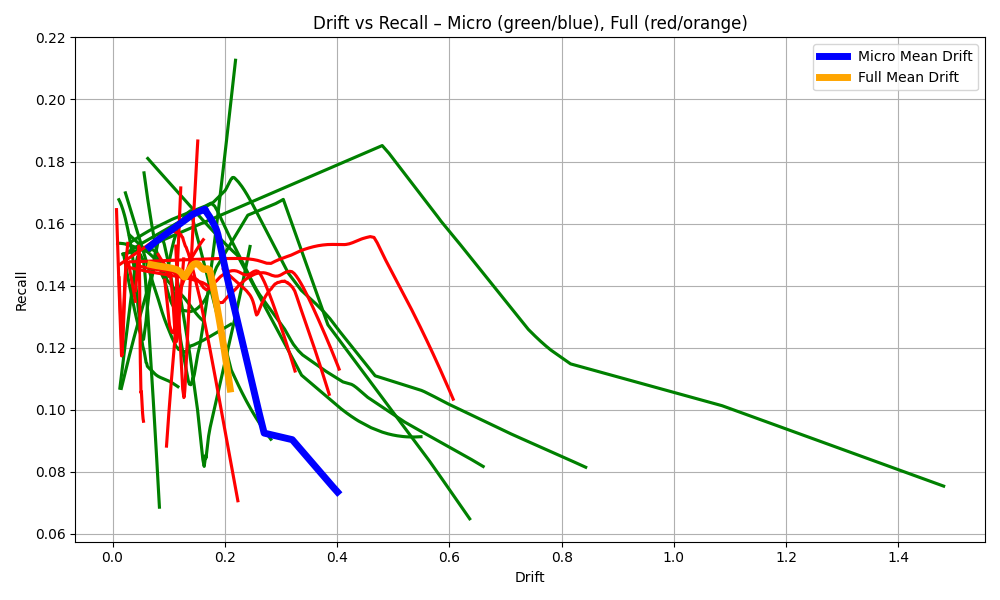 Drift vs Recall – Micro (green/blue), Full (red/orange)
Micro Mean Drift
Full Mean Drift
Recall
0.22
0.20
0.18
0.16
0.14
0.12
0.10
0.08
0.06
0.0 0.2 0.4 0.6 0.8 1.0 1.2 1.4
Drift